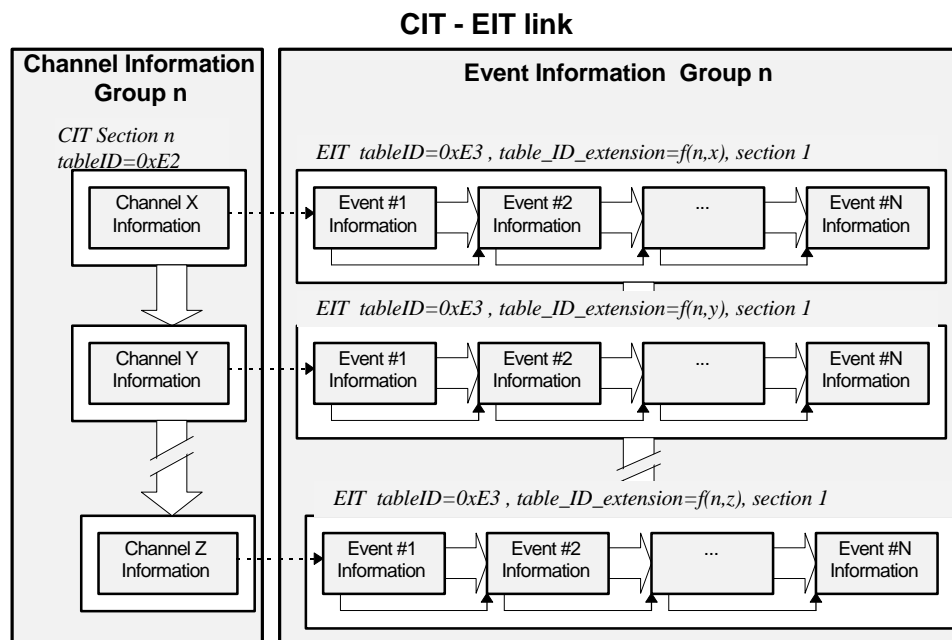 CIT - EIT link
Channel Information
Group n
CIT Section n
tableID=0xE2
Channel X
Information
Channel Y
Information
Channel Z
Information
Event Information Group n
EIT tableID=0xE3 , table_ID_extension=f(n,x), section 1
Event #1
Information
Event #2
Information
...
Event #N
Information
EIT tableID=0xE3 , table_ID_extension=f(n,y), section 1
Event #1
Information
Event #2
Information
...
Event #N
Information
EIT tableID=0xE3 , table_ID_extension=f(n,z), section 1
Event #1
Information
Event #2
Information
...
Event #N
Information